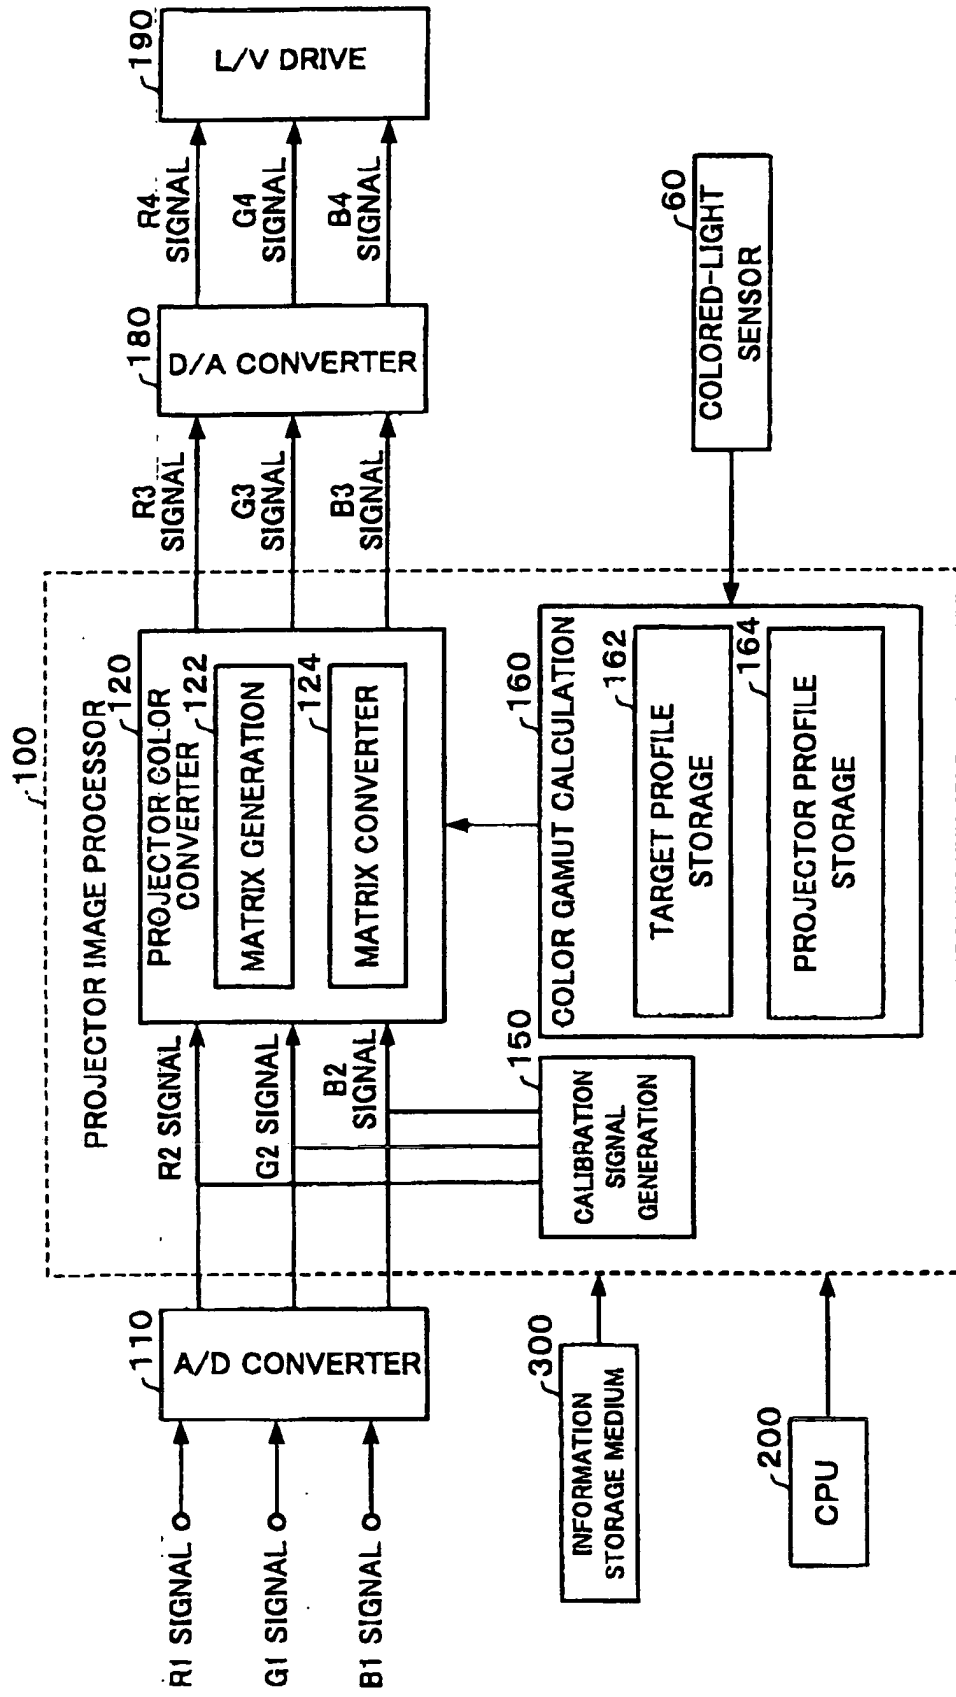 100
PROJECTOR IMAGE PROCESSOR
R1 SIGNAL
G1 SIGNAL
B1 SIGNAL
110
A/D CONVERTER
R2 SIGNAL
G2 SIGNAL
B2
SIGNAL
120
PROJECTOR COLOR
CONVERTER
122
MATRIX GENERATION
124
MATRIX CONVERTER
R3
SIGNAL
G3
SIGNAL
B3
SIGNAL
180
D/A CONVERTER
R4
SIGNAL
G4
SIGNAL
B4
SIGNAL
190
L/V DRIVE
150
CALIBRATION
SIGNAL
GENERATION
160
COLOR GAMUT CALCULATION
162
TARGET PROFILE
STORAGE
164
PROJECTOR PROFILE
STORAGE
60
COLORED-LIGHT
SENSOR
300
INFORMATION
STORAGE MEDIUM
200
CPU